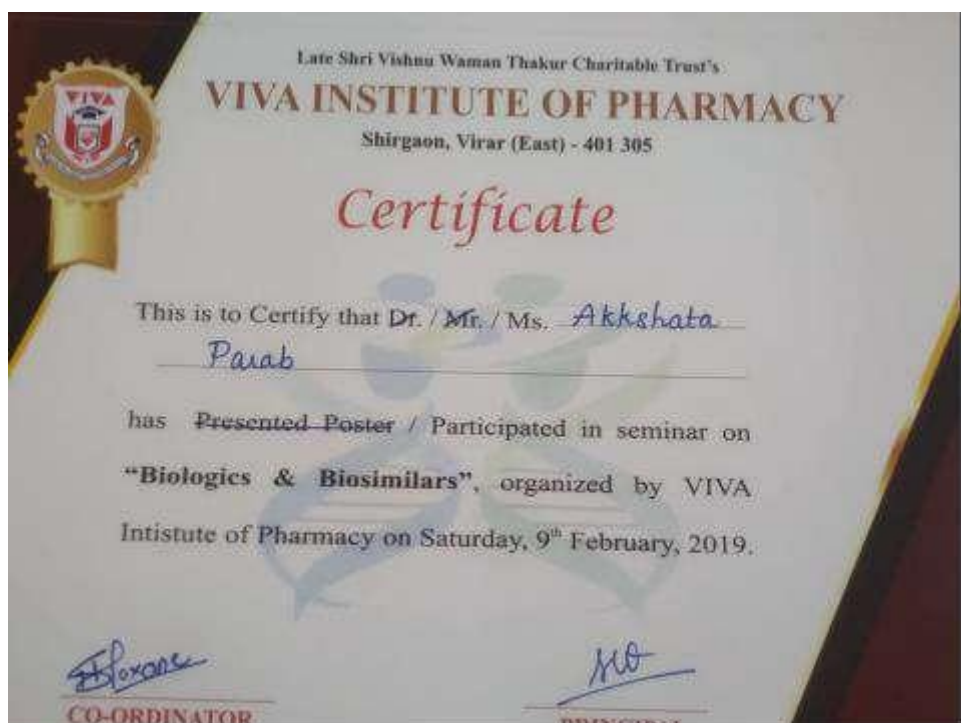 VIVA
Late Shri Vishnu Waman Thakur Charitable Trust's
VIVA INSTITUTE OF PHARMACY
Shirgaon, Virar (East) - 401 305
Certificate
This is to Certify that Dr. / Mr. / Ms. Akkshata
Parab
has Presented Poster / Participated in seminar on
“Biologics & Biosimilars”, organized by VIVA
Intistute of Pharmacy on Saturday, 9th February, 2019.
CO-ORDINATOR
PRINCIPAL